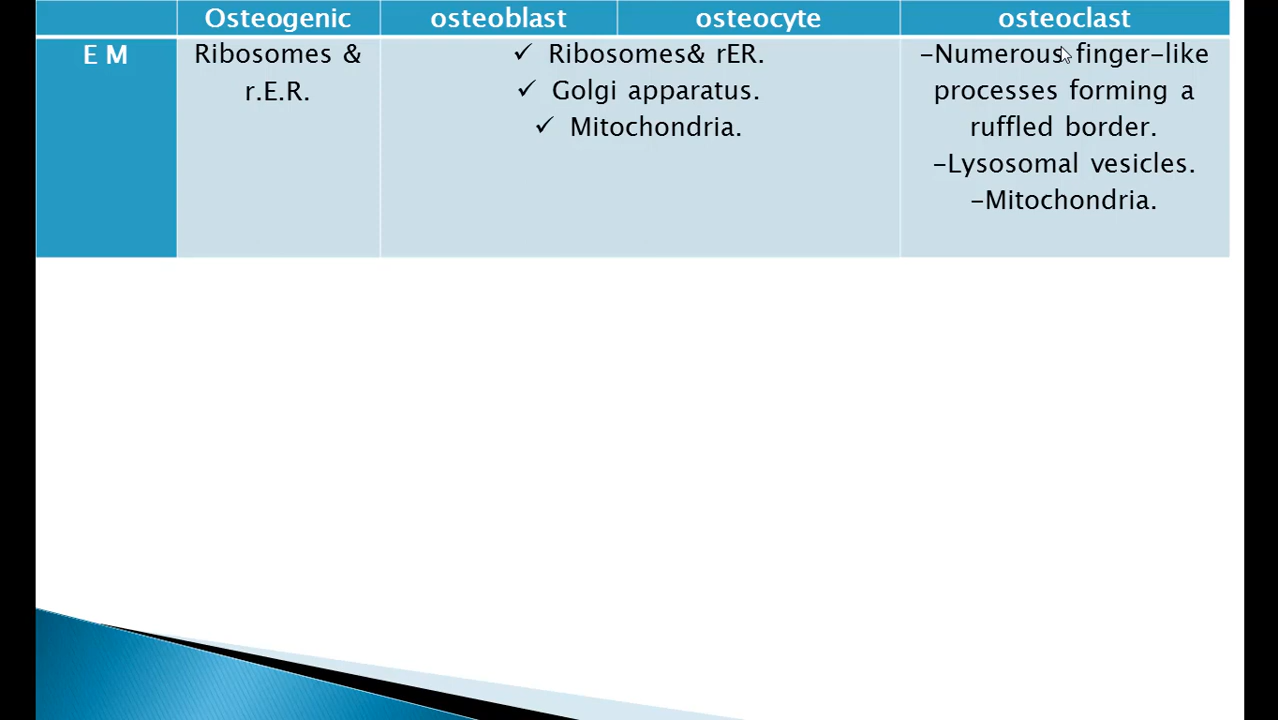 Osteogenic osteoblast osteocyte osteoclast
E M
Ribosomes &
r.E.R.
✓ Ribosomes& rER.
✓ Golgi apparatus.
✓ Mitochondria.
-Numerous finger-like
processes forming a
ruffled border.
-Lysosomal vesicles.
-Mitochondria.